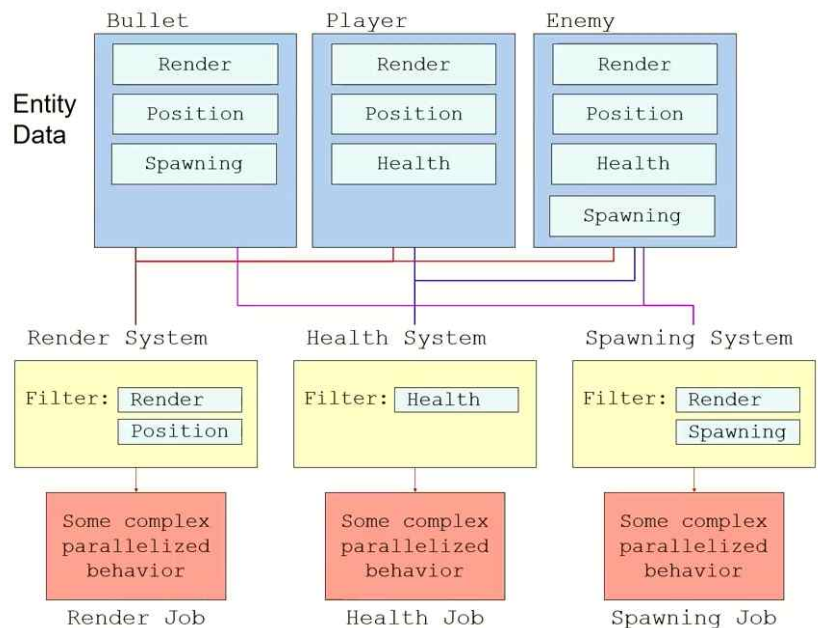 Bullet
Player
Enemy
Entity
Data
Render
Position
Spawning
Render
Position
Health
Render
Position
Health
Spawning
Render System
Health System
Spawning System
Filter:
Render
Position
Filter:
Health
Filter:
Render
Spawning
Some complex
parallelized
behavior
Some complex
parallelized
behavior
Some complex
parallelized
behavior
Render Job
Health Job
Spawning Job